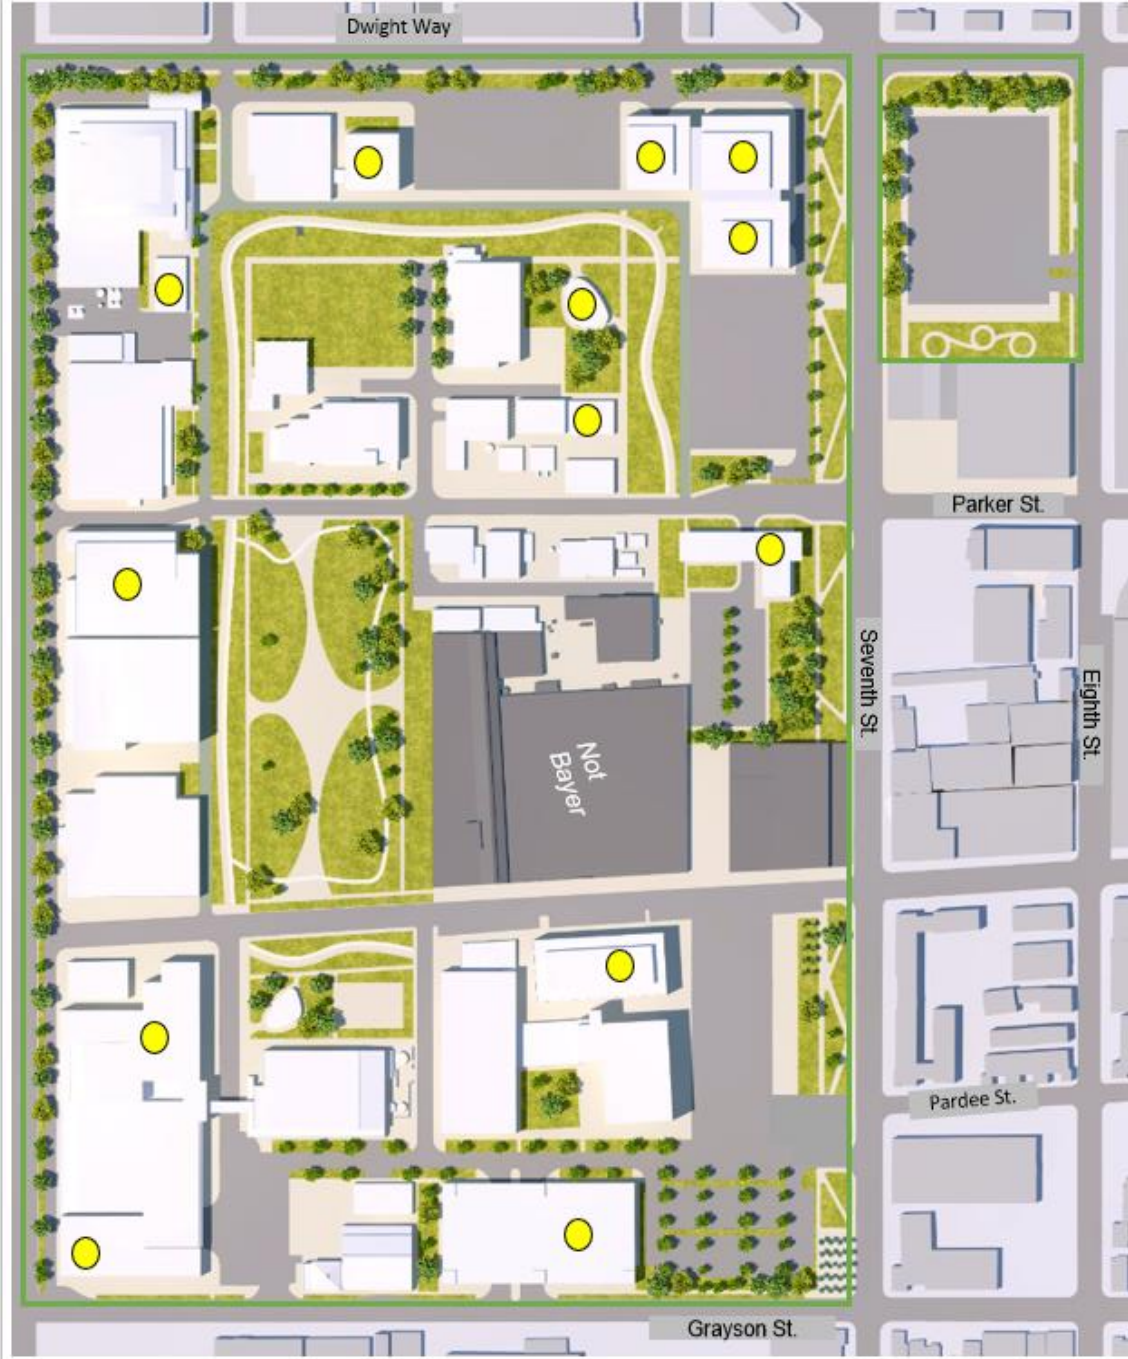 Dwight Way
Parker St.
Seventh St.
Eighth St.
Not
Bayer
Pardee St.
Grayson St.